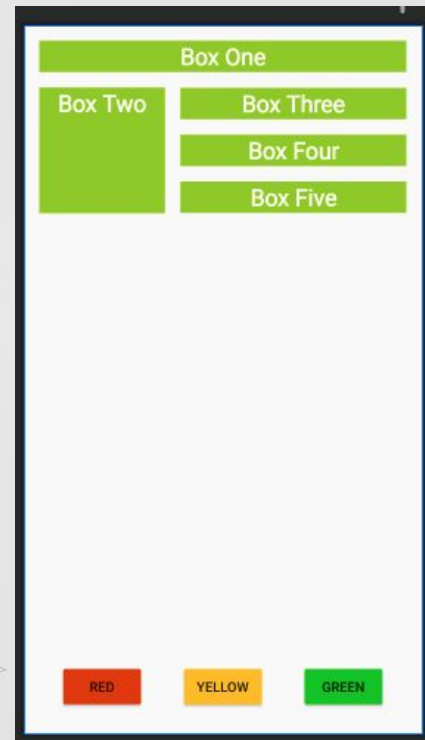 Box One
Box Two
Box Three
Box Four
Box Five
RED
YELLOW
GREEN